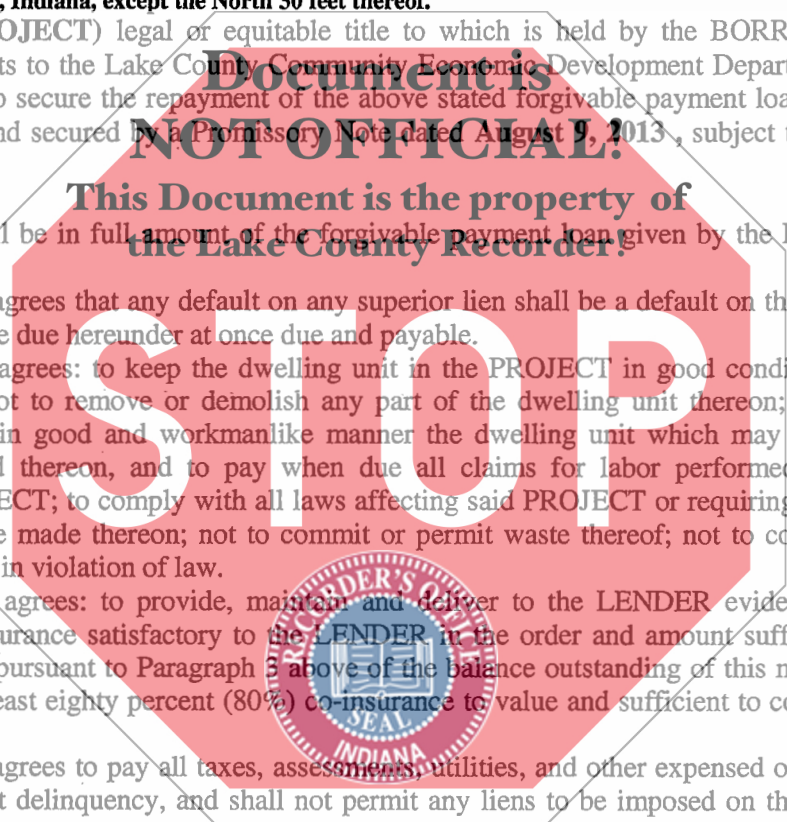 , Indiana, except the North 30 feet thereof.
OJECT) legal or equitable title to which is held by the BORR
ts to the Lake County Community Economic Development Depar
Document is
o secure the repayment of the above stated forgivable payment loa
nd secured by a Promissory Note dated August 9, 2013 , subject t
NOT OFFICIAL!
This Document is the property of
l be in full amount of the forgivable payment loan given by the
the Lake County Recorder!
agrees that any default on any superior lien shall be a default on th
e due hereunder at once due and payable.
STOP
agrees: to keep the dwelling unit in the PROJECT in good condi
ot to remove or demolish any part of the dwelling unit thereon;
in good and workmanlike manner the dwelling unit which may
l thereon, and to pay when due all claims for labor performe
ECT; to comply with all laws affecting said PROJECT or requiring
e made thereon; not to commit or permit waste thereof; not to co
in violation of law.
RECORDER'S OFFICE
agrees: to provide, maintain and deliver to the LENDER evide
urance satisfactory to the LENDER in the order and amount suff
pursuant to Paragraph above of the balance outstanding of this
east eighty percent (80%) co-insurance to value and sufficient to c
SEAL
INDIANA
agrees to pay all taxes, assessments, utilities, and other expensed o
t delinquency, and shall not permit any liens to be imposed on th